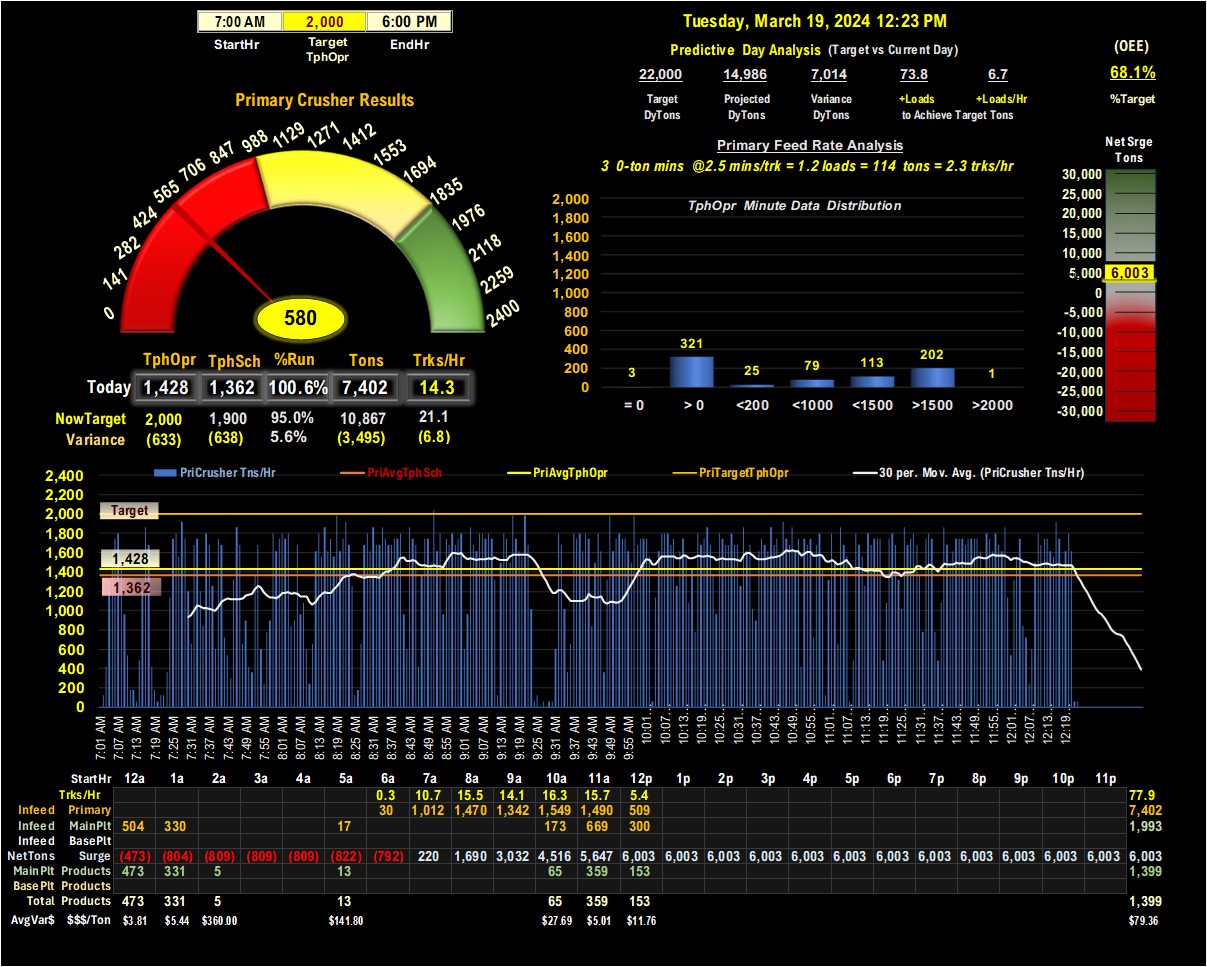 7:00 AM 2,000 6:00 PM
StartHr Target TphOpr EndHr
Tuesday, March 19, 2024 12:23 PM
Predictive Day Analysis (Target vs Current Day)
(OEE)
22,000 14,986 7,014 73.8 6.7
68.1%
Target DyTons Projected DyTons Variance DyTons +Loads +Loads/Hr to Achieve Target Tons
%Target
Primary Crusher Results
0 141 282 424 565 706 847 988 1129 1271 1412 1553 1694 1835 1976 2118 2259 2400
580
Primary Feed Rate Analysis
3 0-ton mins @2.5 mins/trk = 1.2 loads = 114 tons = 2.3 trks/hr
TphOpr Minute Data Distribution
2,000
1,800
1,600
1,400
1,200
1,000
800
600
400
200
0
3 321 25 79 113 202 1
= 0 > 0 <200 <1000 <1500 >1500 >2000
Net Srge Tons
30,000
25,000
20,000
15,000
10,000
5,000 6,003
0
-5,000
-10,000
-15,000
-20,000
-25,000
-30,000
TphOpr TphSch %Run Tons Trks/Hr
Today 1,428 1,362 100.6% 7,402 14.3
NowTarget 2,000 1,900 95.0% 10,867 21.1
Variance (633) (638) 5.6% (3,495) (6.8)
PriCrusher Tns/Hr PriAvgTphSch PriAvgTphOpr PriTargetTphOpr 30 per. Mov. Avg. (PriCrusher Tns/Hr)
2,400
2,200
2,000
1,800
1,600
1,400
1,200
1,000
800
600
400
200
0
Target
1,428
1,362
7:01 AM 7:07 AM 7:13 AM 7:19 AM 7:25 AM 7:31 AM 7:37 AM 7:43 AM 7:49 AM 7:55 AM 8:01 AM 8:07 AM 8:13 AM 8:19 AM 8:25 AM 8:31 AM 8:37 AM 8:43 AM 8:49 AM 8:55 AM 9:01 AM 9:07 AM 9:13 AM 9:19 AM 9:25 AM 9:31 AM 9:37 AM 9:43 AM 9:49 AM 9:55 AM 10:01… 10:07… 10:13… 10:19… 10:25… 10:31… 10:37… 10:43… 10:49… 10:55… 11:01… 11:07… 11:13… 11:19… 11:25… 11:31… 11:37… 11:43… 11:49… 11:55… 12:01… 12:07… 12:13… 12:19…
StartHr 12a 1a 2a 3a 4a 5a 6a 7a 8a 9a 10a 11a 12p 1p 2p 3p 4p 5p 6p 7p 8p 9p 10p 11p
Trks/Hr 0.3 10.7 15.5 14.1 16.3 15.7 5.4 77.9
Infeed Primary 30 1,012 1,470 1,342 1,549 1,490 509 7,402
Infeed MainPlt 504 330 17 173 669 300 1,993
Infeed BasePlt
NetTons Surge (473) (804) (809) (809) (809) (822) (792) 220 1,690 3,032 4,516 5,647 6,003 6,003 6,003 6,003 6,003 6,003 6,003 6,003 6,003 6,003 6,003 6,003 6,003
MainPlt Products 473 331 5 13 65 359 153 1,399
BasePlt Products
Total Products 473 331 5 13 65 359 153 1,399
AvgVar$ $$$/Ton $3.81 $5.44 $360.00 $141.80 $27.69 $5.01 $11.76 $79.36